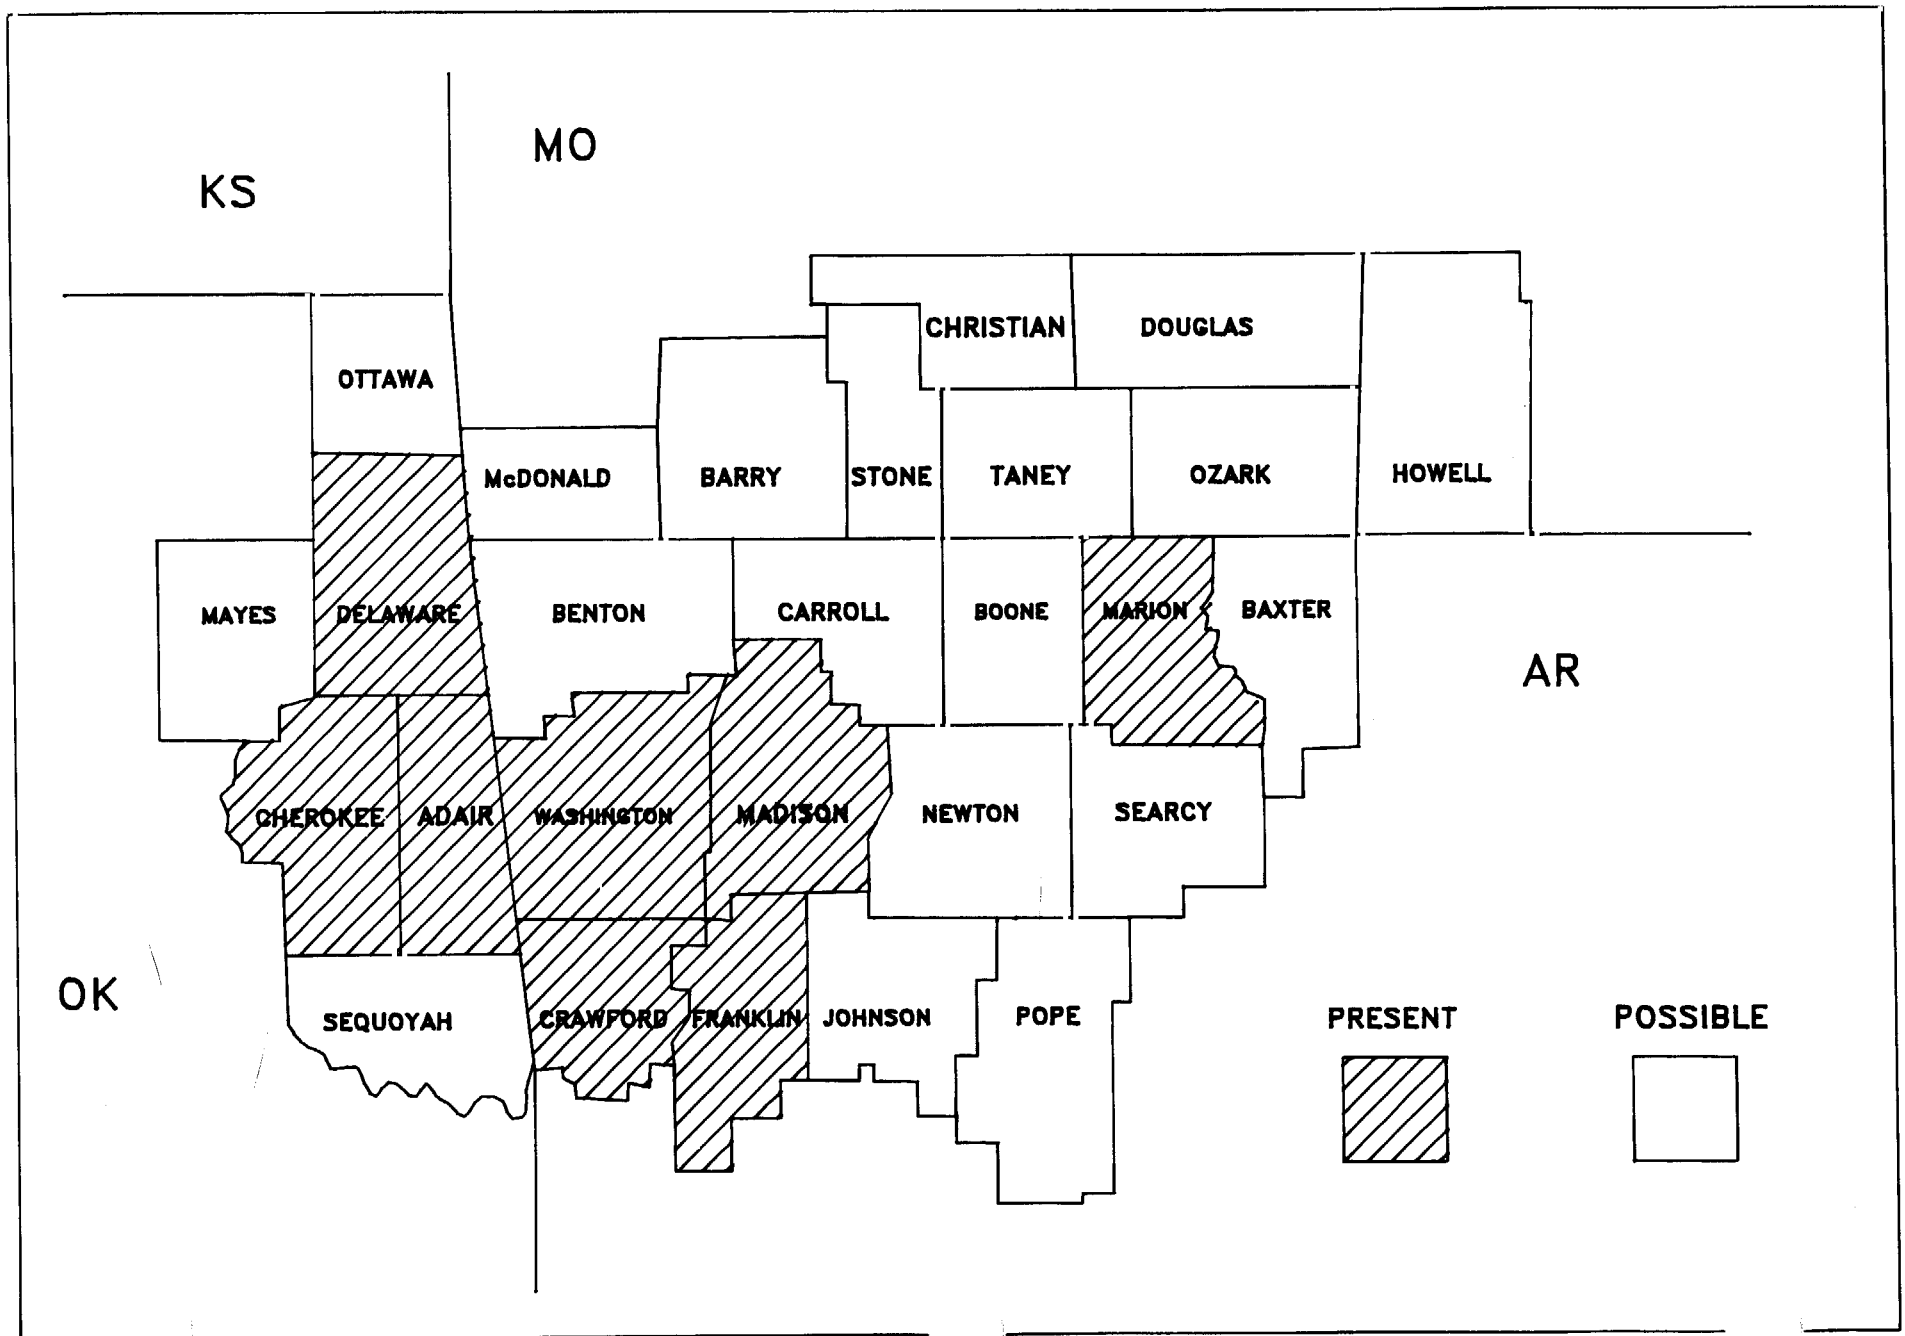 MO
KS
CHRISTIAN DOUGLAS
OTTAWA
McDONALD BARRY STONE TANEY OZARK HOWELL
MAYES DELAWARE BENTON CARROLL BOONE MARION BAXTER
AR
CHEROKEE ADAIR WASHINGTON MADISON NEWTON SEARCY
OK
SEQUOYAH CRAWFORD FRANKLIN JOHNSON POPE PRESENT POSSIBLE